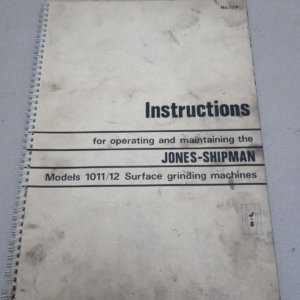 Instructions
for operating and maintaining the
JONES-SHIPMAN
Models 1011/12 Surface grinding machines